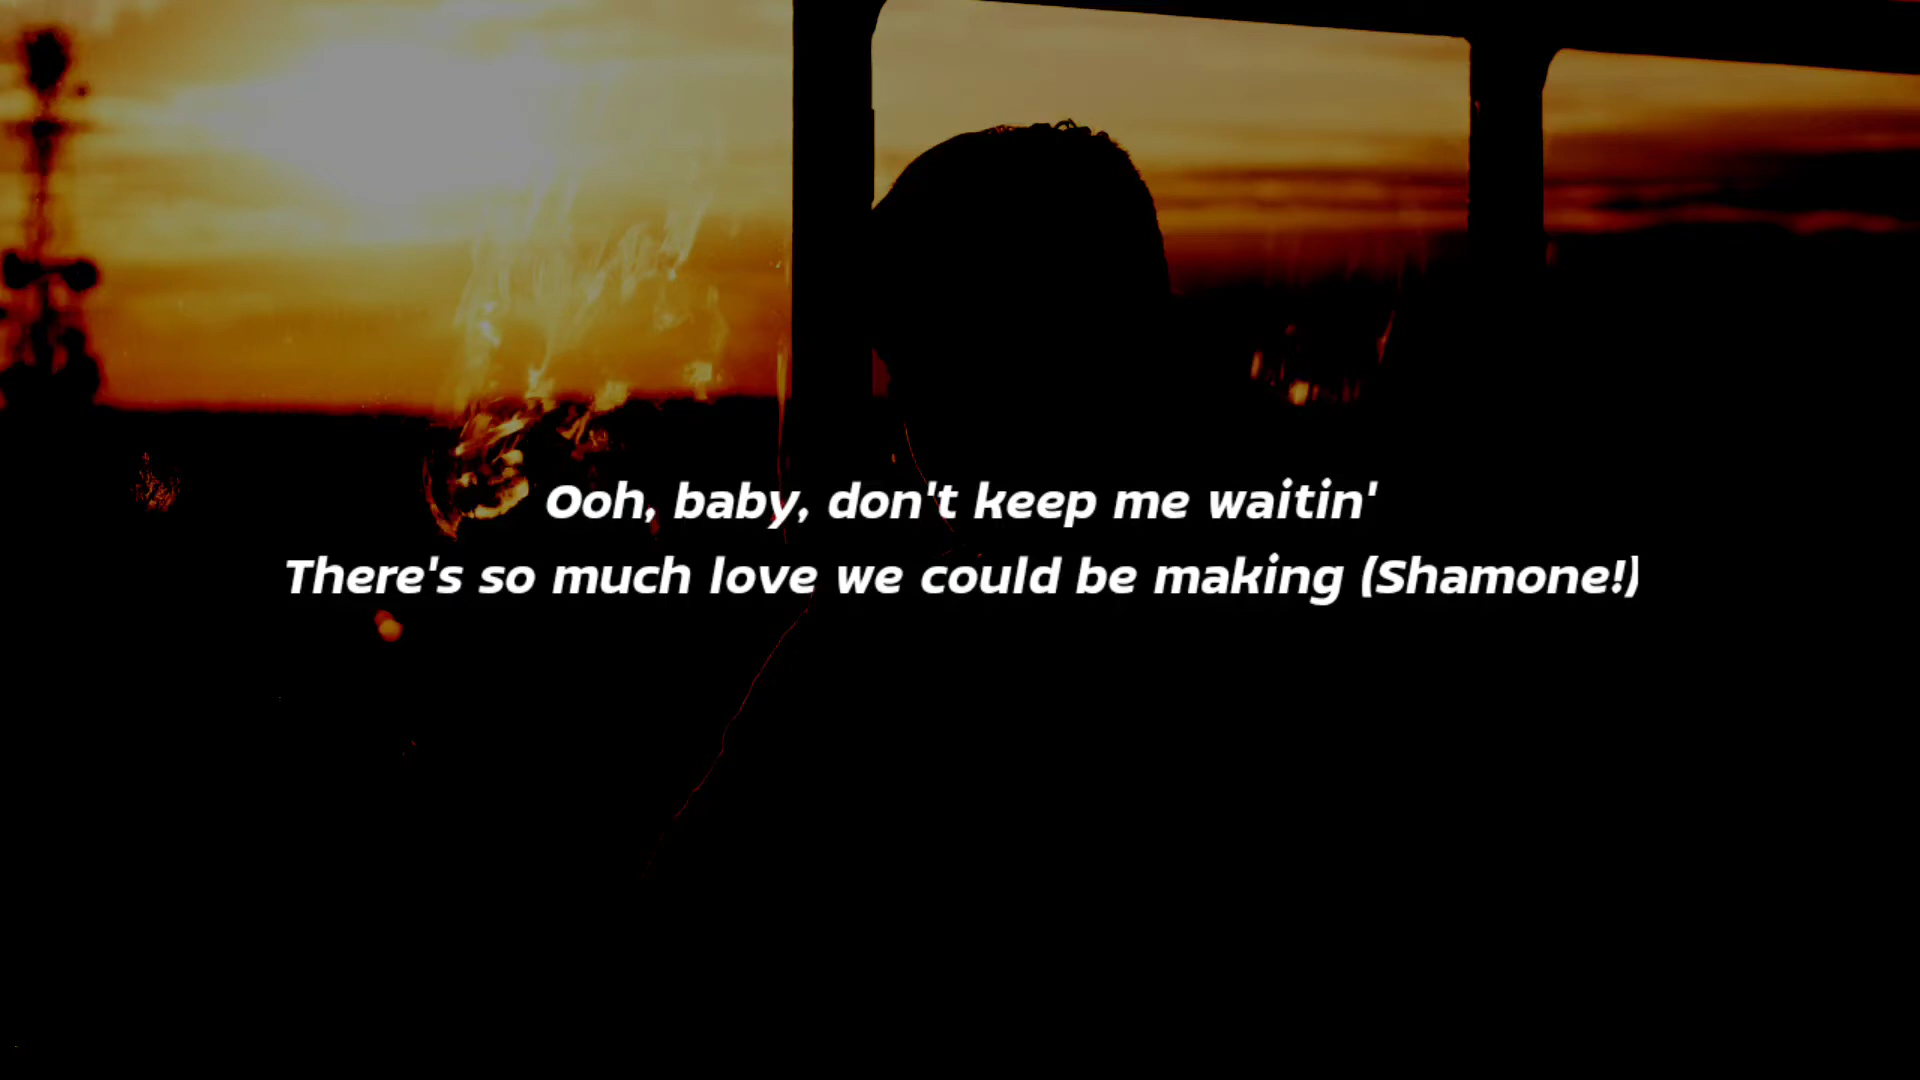 Ooh, baby, don't keep me waitin'
There's so much love we could be making (Shamone!)